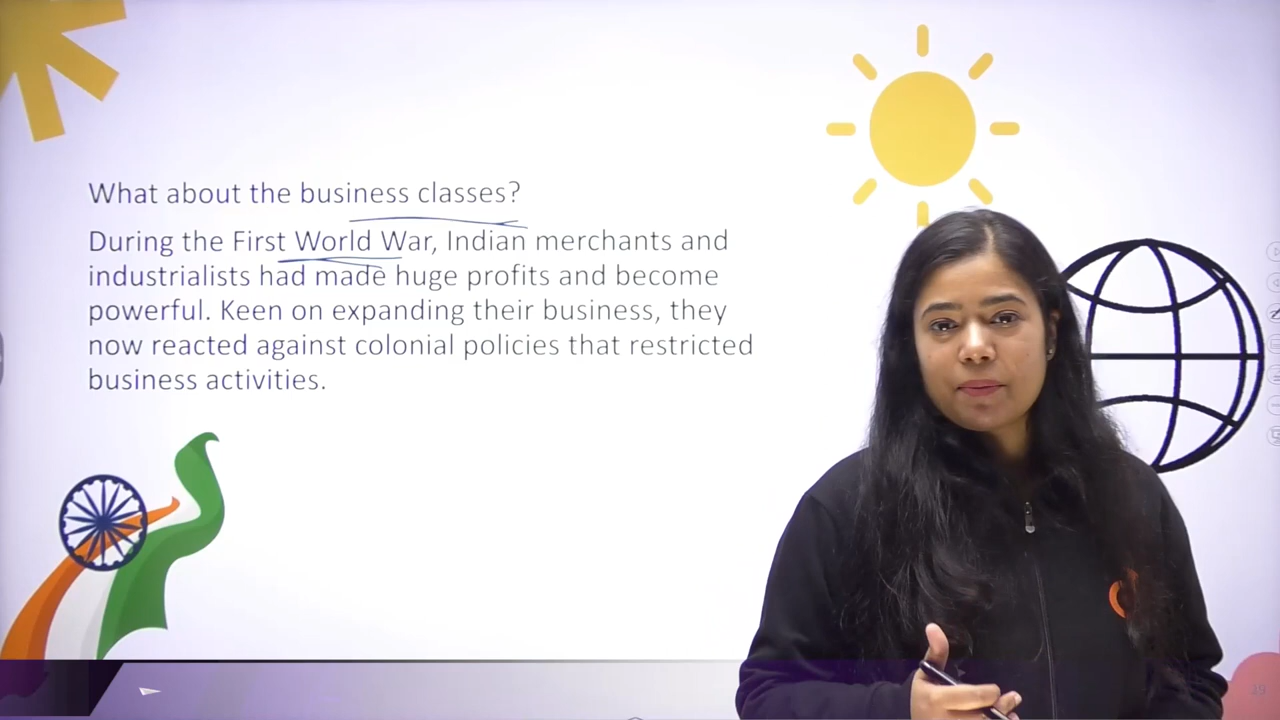 What about the business classes?
During the First World War, Indian merchants and
industrialists had made huge profits and become
powerful. Keen on expanding their business, they
now reacted against colonial policies that restricted
business activities.
39